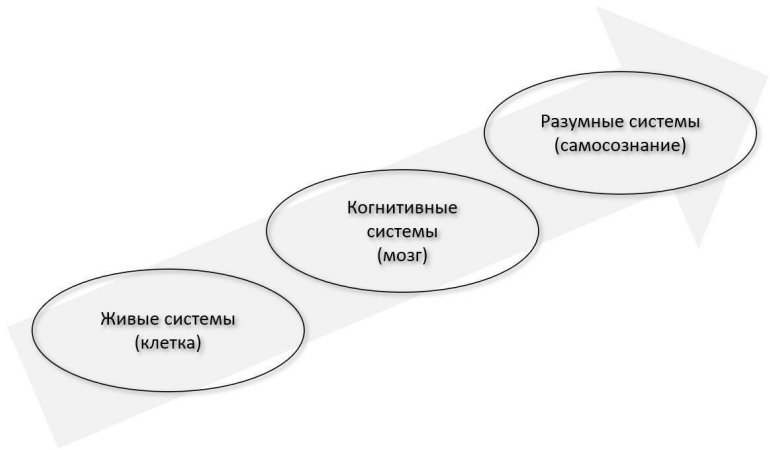 Разумные системы
(самосознание)
Когнитивные
системы
(мозг)
Живые системы
(клетка)